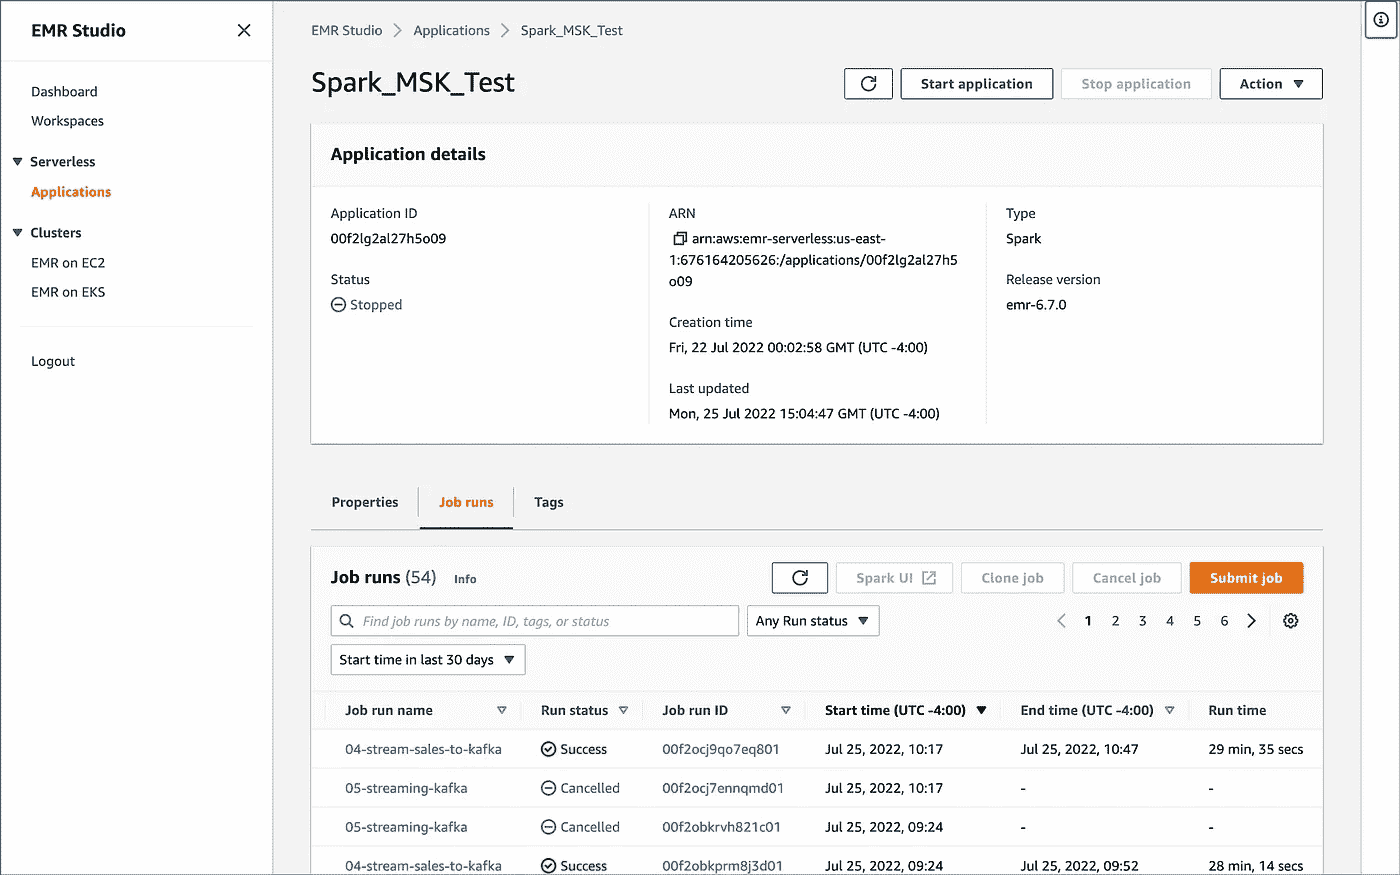 EMR Studio
Dashboard
Workspaces
Serverless
Applications
Clusters
EMR on EC2
EMR on EKS
Logout
EMR Studio
Applications
Spark_MSK_Test
Spark_MSK_Test
Start application
Stop application
Action
Application details
Application ID
00f2lg2al27h5o09
Status
Stopped
ARN
arn:aws:emr-serverless:us-east-
1:676164205626:/applications/00f2lg2al27h5
o09
Creation time
Fri, 22 Jul 2022 00:02:58 GMT (UTC -4:00)
Last updated
Mon, 25 Jul 2022 15:04:47 GMT (UTC -4:00)
Type
Spark
Release version
emr-6.7.0
Properties
Job runs
Tags
Job runs (54) Info
Spark UI
Clone job
Cancel job
Submit job
Find job runs by name, ID, tags, or status
Any Run status
1 2 3 4 5 6
Start time in last 30 days
Job run name Run status Job run ID Start time (UTC -4:00) End time (UTC -4:00) Run time
04-stream-sales-to-kafka Success 00f2ocj9qo7eq801 Jul 25, 2022, 10:17 Jul 25, 2022, 10:47 29 min, 35 secs
05-streaming-kafka Cancelled 00f2ocj7ennqmd01 Jul 25, 2022, 10:17 - -
05-streaming-kafka Cancelled 00f2obkrvh821c01 Jul 25, 2022, 09:24 - -
04-stream-sales-to-kafka Success 00f2obkprm8j3d01 Jul 25, 2022, 09:24 Jul 25, 2022, 09:52 28 min, 14 secs